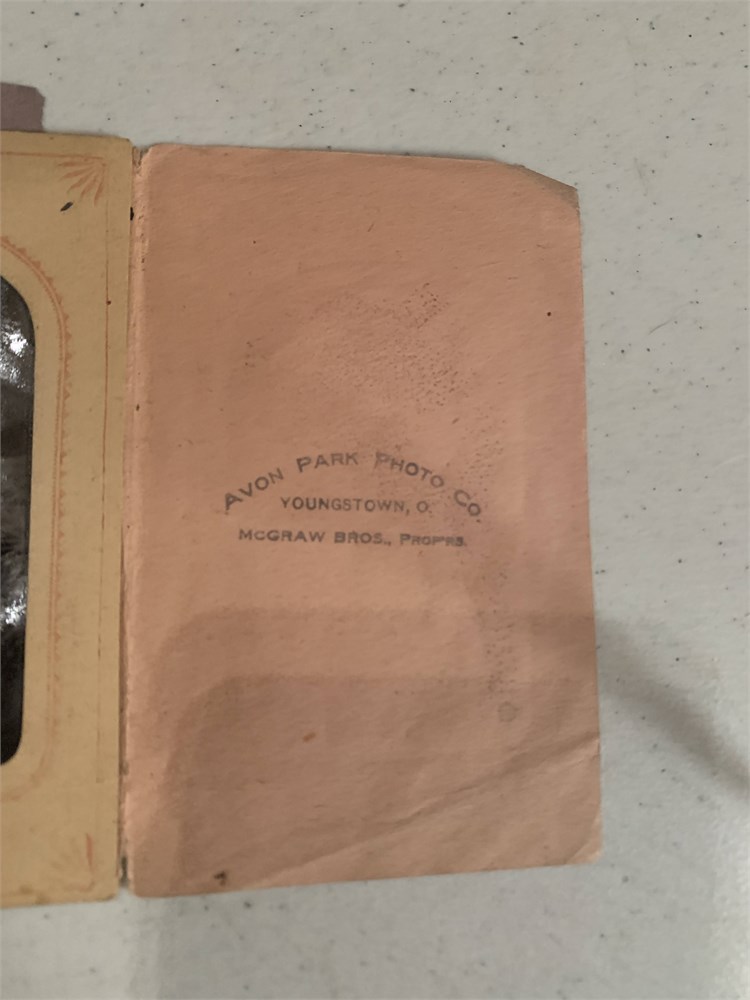 AVON PARK PHOTO CO.
YOUNGSTOWN, O.
MCGRAW BROS., PROP'RS.